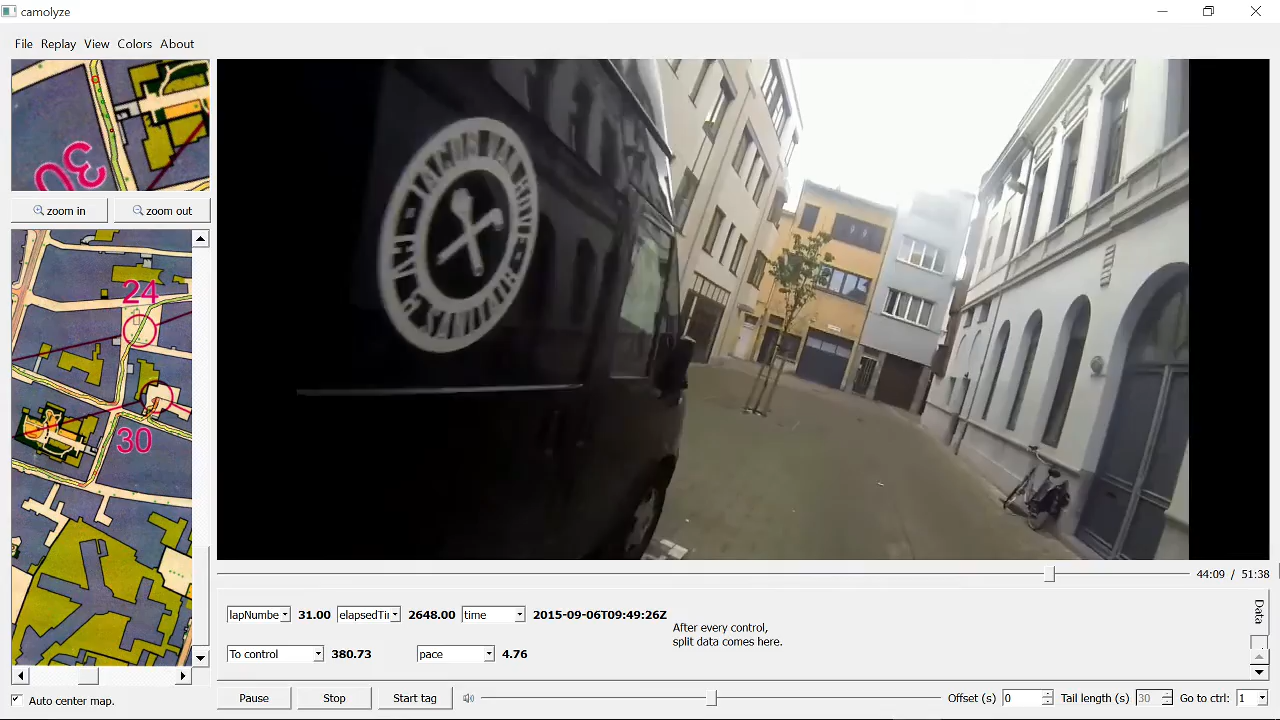 camolyze
File Replay View Colors About
30
zoom in zoom out
24
30
SANITAIR
44:09 / 51:38
lapNumbe 31.00 elapsedTii 2648.00 time 2015-09-06T09:49:26Z
After every control,
split data comes here.
To control 380.73 pace 4.76
Data
Auto center map.
Pause Stop Start tag Offset (s) 0 Tail length (s) 30 Go to ctrl: 1